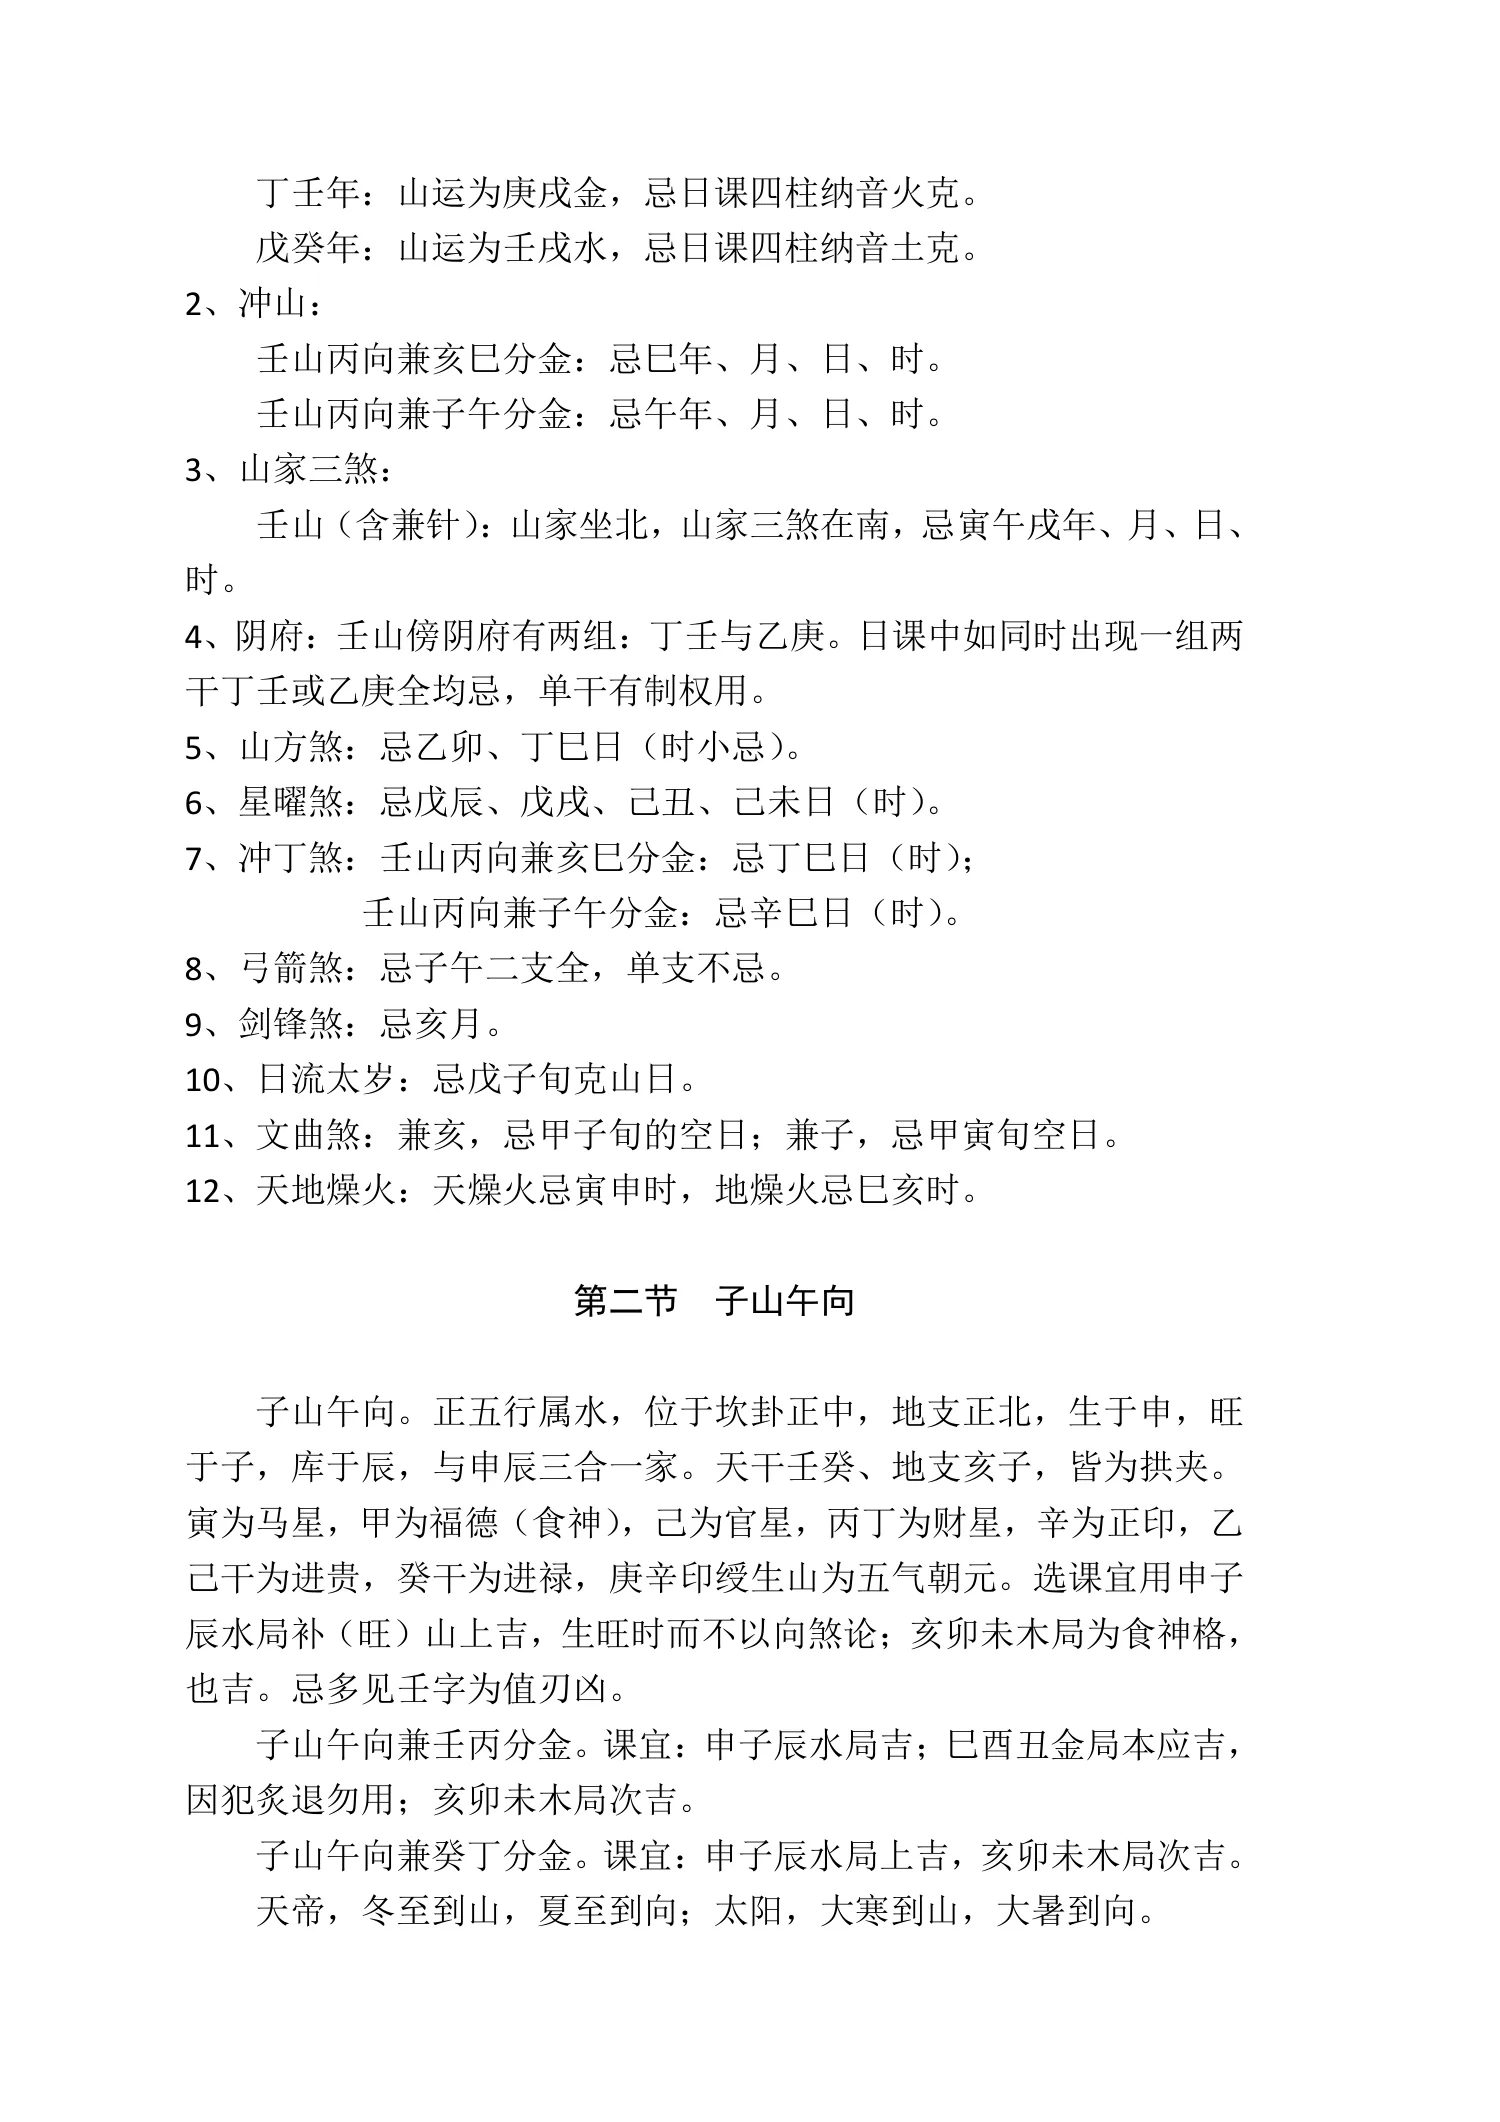 丁壬年：山运为庚戌金，忌日课四柱纳音火克。
戊癸年：山运为壬戌水，忌日课四柱纳音土克。
2、冲山：
壬山丙向兼亥巳分金：忌巳年、月、日、时。
壬山丙向兼子午分金：忌午年、月、日、时。
3、山家三煞：
壬山（含兼针）：山家坐北，山家三煞在南，忌寅午戌年、月、日、
时。
4、阴府：壬山傍阴府有两组：丁壬与乙庚。日课中如同时出现一组两
干丁壬或乙庚全均忌，单干有制权用。
5、山方煞：忌乙卯、丁巳日（时小忌）。
6、星曜煞：忌戊辰、戊戌、己丑、己未日（时）。
7、冲丁煞：壬山丙向兼亥巳分金：忌丁巳日（时）；
壬山丙向兼子午分金：忌辛巳日（时）。
8、弓箭煞：忌子午二支全，单支不忌。
9、剑锋煞：忌亥月。
10、日流太岁：忌戊子旬克山日。
11、文曲煞：兼亥，忌甲子旬的空日；兼子，忌甲寅旬空日。
12、天地燥火：天燥火忌寅申时，地燥火忌巳亥时。
第二节　子山午向
子山午向。正五行属水，位于坎卦正中，地支正北，生于申，旺
于子，库于辰，与申辰三合一家。天干壬癸、地支亥子，皆为拱夹。
寅为马星，甲为福德（食神），己为官星，丙丁为财星，辛为正印，乙
己干为进贵，癸干为进禄，庚辛印绶生山为五气朝元。选课宜用申子
辰水局补（旺）山上吉，生旺时而不以向煞论；亥卯未木局为食神格，
也吉。忌多见壬字为值刃凶。
子山午向兼壬丙分金。课宜：申子辰水局吉；巳酉丑金局本应吉，
因犯炙退勿用；亥卯未木局次吉。
子山午向兼癸丁分金。课宜：申子辰水局上吉，亥卯未木局次吉。
天帝，冬至到山，夏至到向；太阳，大寒到山，大暑到向。